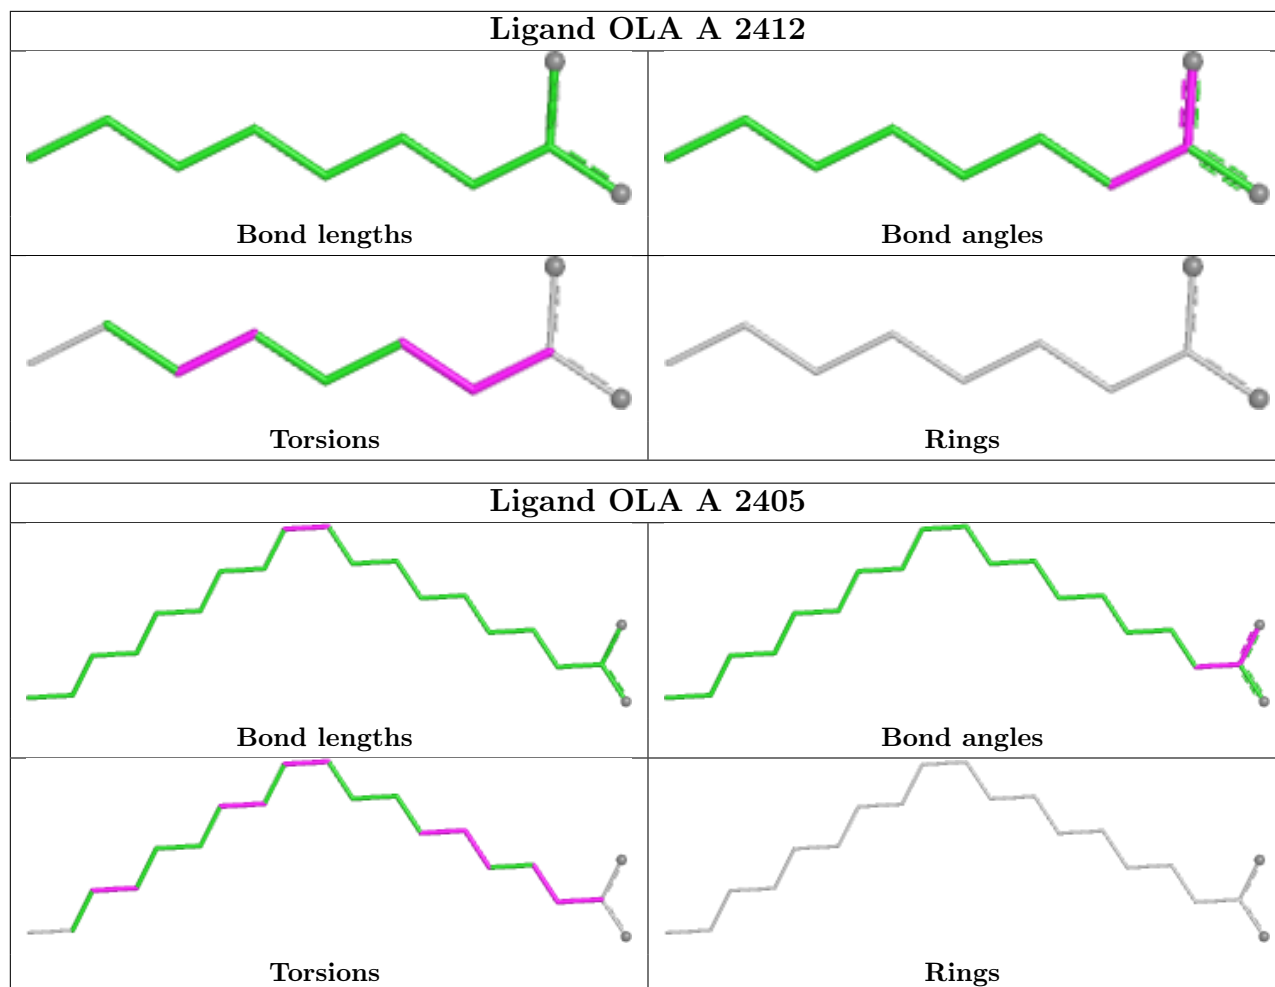 Ligand OLA A 2412
Bond lengths
Bond angles
Torsions
Rings
Ligand OLA A 2405
Bond lengths
Bond angles
Torsions
Rings